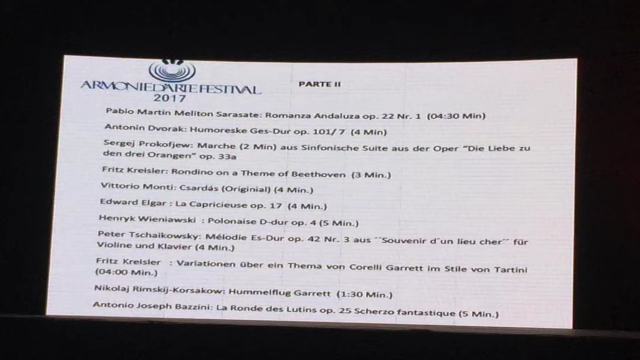 ARMONIED'ARTEFESTIVAL
2017
PARTE II
Pablo Martin Meliton Sarasate: Romanza Andaluza op. 22 Nr. 1 (04:30 Min)
Antonin Dvorak: Humoreske Ges-Dur op. 101/ 7 (4 Min)
Sergej Prokofjew: Marche (2 Min) aus Sinfonische Suite aus der Oper "Die Liebe zu
den drei Orangen" op. 33a
Fritz Kreisler: Rondino on a Theme of Beethoven (3 Min.)
Vittorio Monti: Csardás (Originial) (4 Min.)
Edward Elgar : La Capricieuse op. 17 (4 Min.)
Henryk Wieniawski : Polonaise D-dur op. 4 (5 Min.)
Peter Tschaikowsky: Mélodie Es-Dur op. 42 Nr. 3 aus ´´Souvenir d´un lieu cher´´ für
Violine und Klavier (4 Min.)
Fritz Kreisler : Variationen über ein Thema von Corelli Garrett im Stile von Tartini
(04:00 Min.)
Nikolaj Rimskij-Korsakow: Hummelflug Garrett (1:30 Min.)
Antonio Joseph Bazzini: La Ronde des Lutins op. 25 Scherzo fantastique (5 Min.)